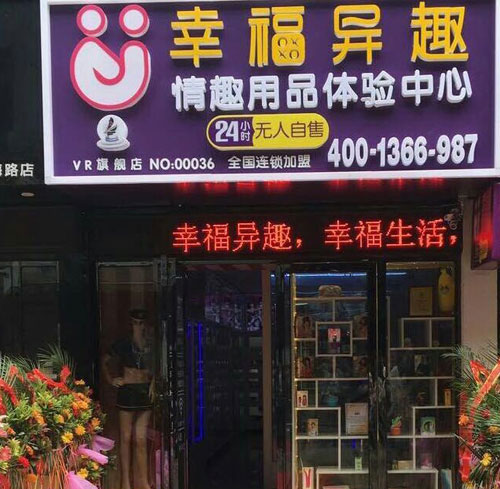 幸福异趣
情趣用品体验中心
24小时 无人自售
VR旗舰店 NO:00036 全国连锁加盟 400-1366-987
路店
幸福异趣，幸福生活，